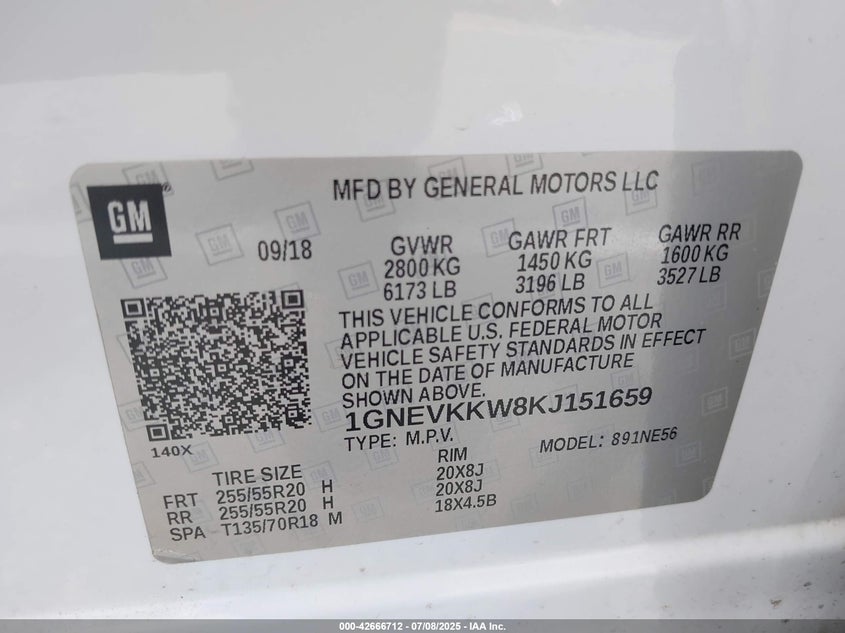 GM
MFD BY GENERAL MOTORS LLC
09/18
GVWR
2800 KG
6173 LB
GAWR FRT
1450 KG
3196 LB
GAWR RR
1600 KG
3527 LB
THIS VEHICLE CONFORMS TO ALL
APPLICABLE U.S. FEDERAL MOTOR
VEHICLE SAFETY STANDARDS IN EFFECT
ON THE DATE OF MANUFACTURE
SHOWN ABOVE.
1GNEVKKW8KJ151659
140X
TYPE: M.P.V.
MODEL: 891NE56
TIRE SIZE RIM
FRT 255/55R20 H 20X8J
RR 255/55R20 H 20X8J
SPA T135/70R18 M 18X4.5B
000-42666712 - 07/08/2025 - IAA Inc.